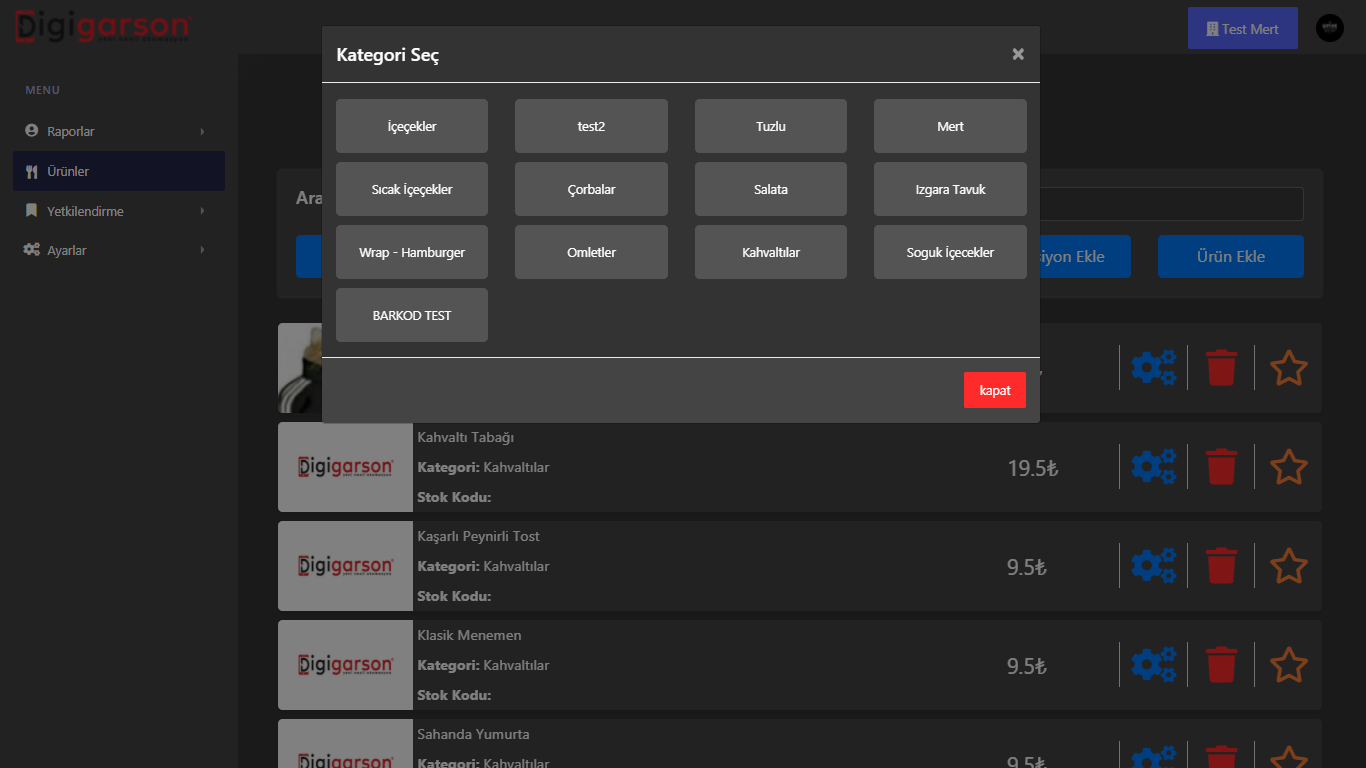 Digigarson
Test Mert
MENU
Raporlar
Ürünler
Yetkilendirme
Ayarlar
Kategori Seç
×
İçeçekler
test2
Tuzlu
Mert
Sıcak İçeçekler
Çorbalar
Salata
Izgara Tavuk
Wrap - Hamburger
Omletler
Kahvaltılar
Soguk İçecekler
BARKOD TEST
kapat
Ara
siyon Ekle
Ürün Ekle
Digigarson
Kahvaltı Tabağı
Kategori: Kahvaltılar
Stok Kodu:
19.5₺
Digigarson
Kaşarlı Peynirli Tost
Kategori: Kahvaltılar
Stok Kodu:
9.5₺
Digigarson
Klasik Menemen
Kategori: Kahvaltılar
Stok Kodu:
9.5₺
Digigarson
Sahanda Yumurta
Kategori: Kahvaltılar
9.5₺